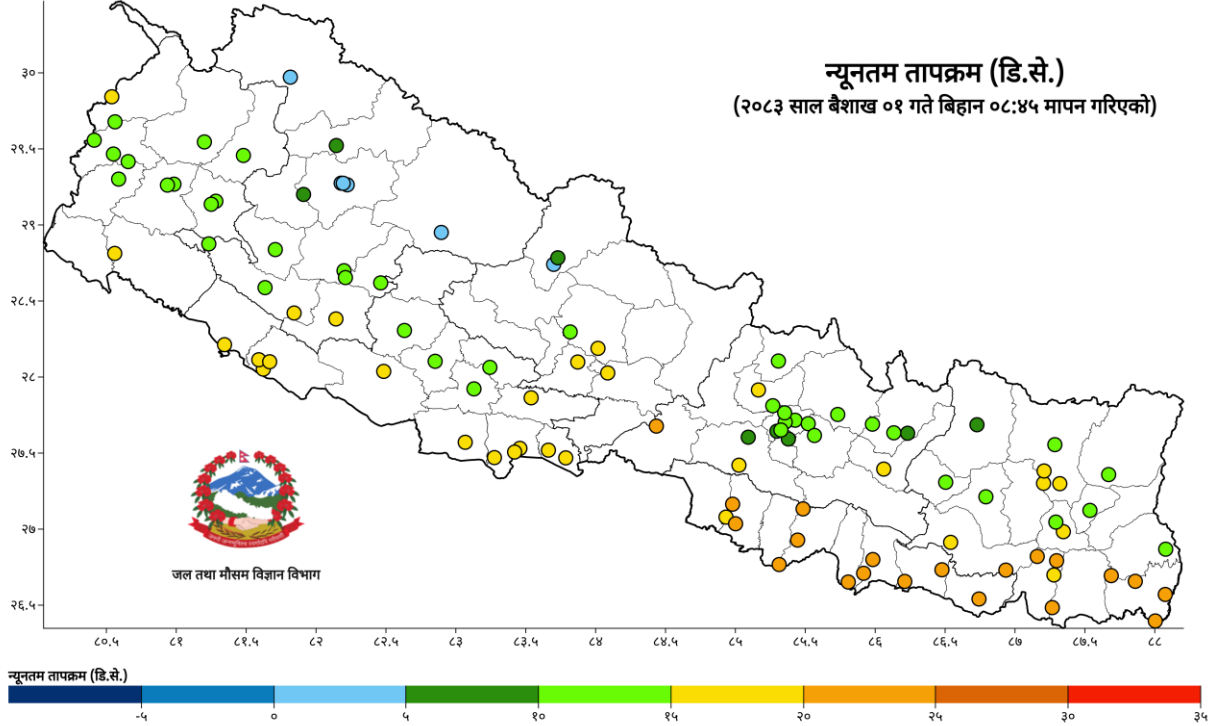 न्यूनतम तापक्रम (डि.से.)
(२०८३ साल बैशाख ०१ गते बिहान ०८:४५ मापन गरिएको)
३०
२९.५
२९
२८.५
२८
२७.५
२७
२६.५
जल तथा मौसम विज्ञान विभाग
८०.५ ८१ ८१.५ ८२ ८२.५ ८३ ८३.५ ८४ ८४.५ ८५ ८५.५ ८६ ८६.५ ८७ ८७.५ ८८
न्यूनतम तापक्रम (डि.से.)
-५ ० ५ १० १५ २० २५ ३० ३५